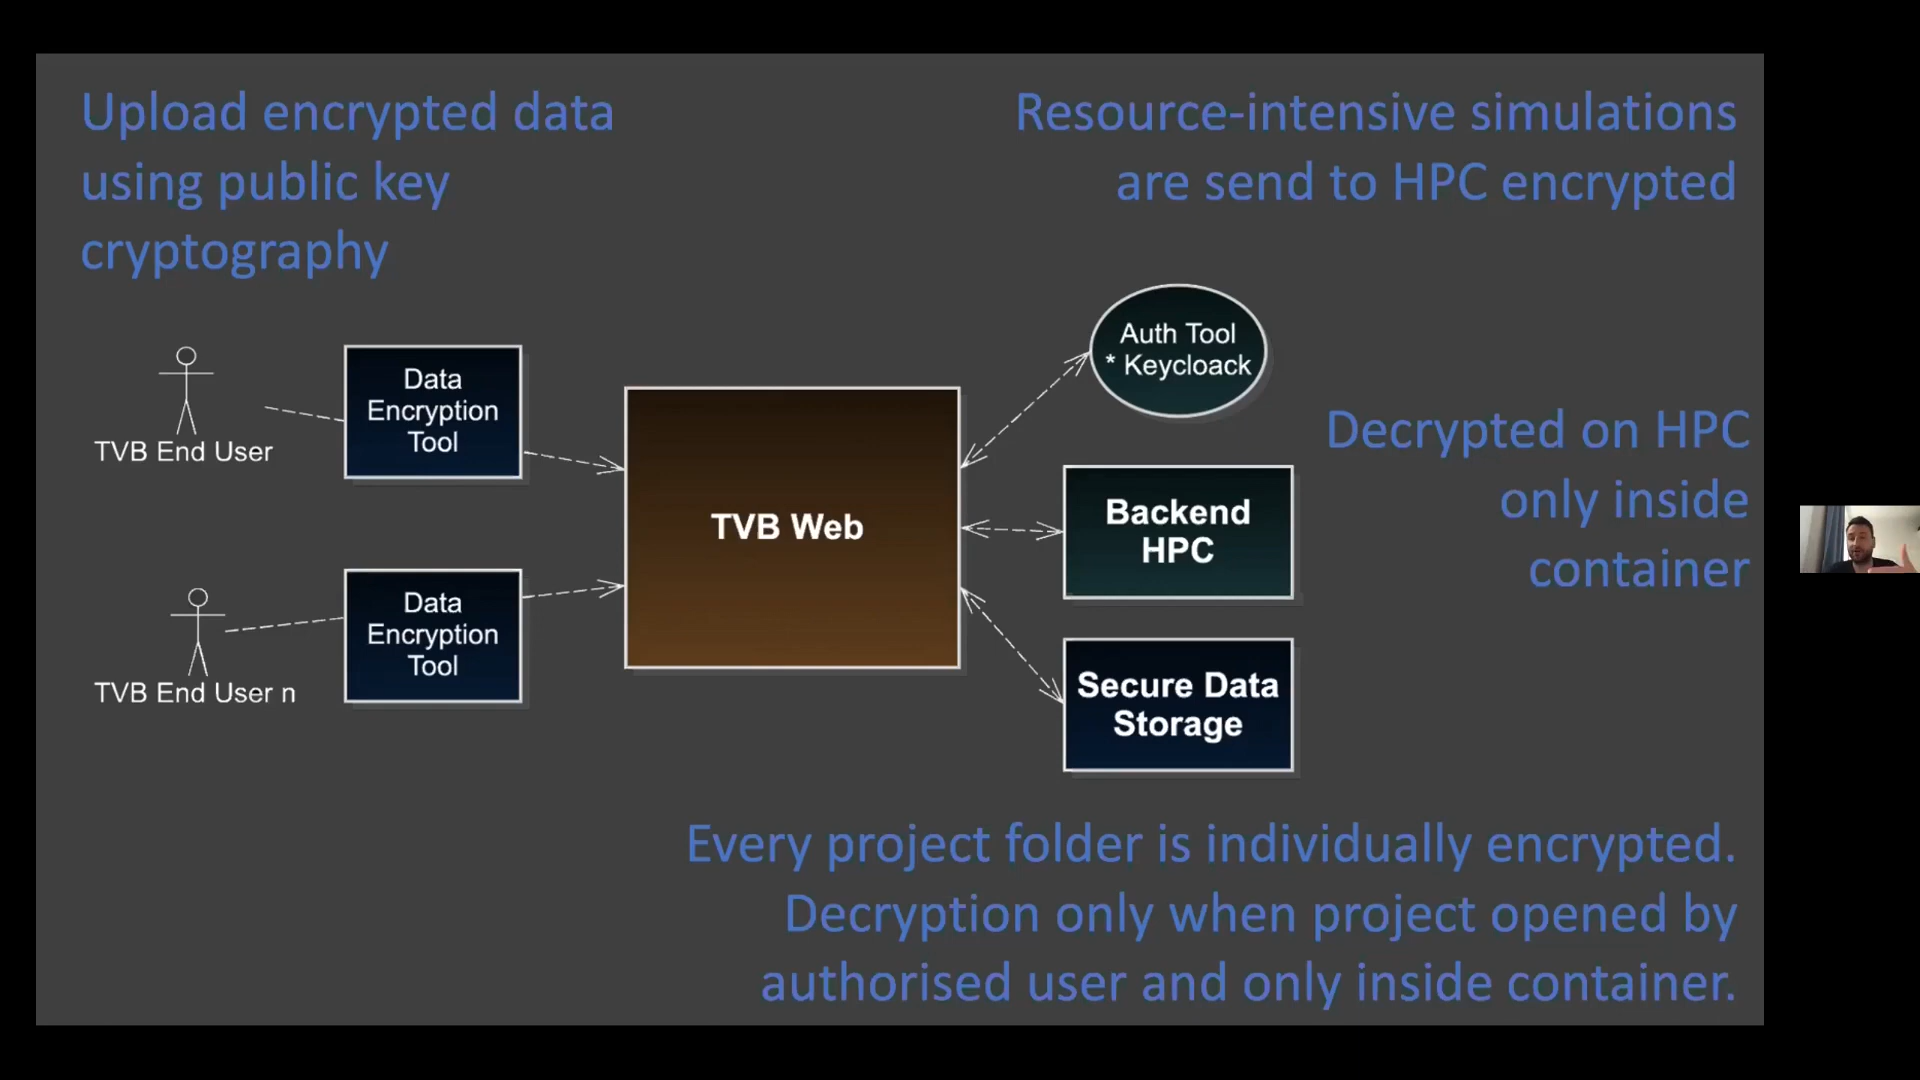 Upload encrypted data
using public key
cryptography
Resource-intensive simulations
are send to HPC encrypted
TVB End User
Data
Encryption
Tool
TVB End User n
Data
Encryption
Tool
TVB Web
Auth Tool
* Keycloack
Backend
HPC
Secure Data
Storage
Decrypted on HPC
only inside
container
Every project folder is individually encrypted.
Decryption only when project opened by
authorised user and only inside container.